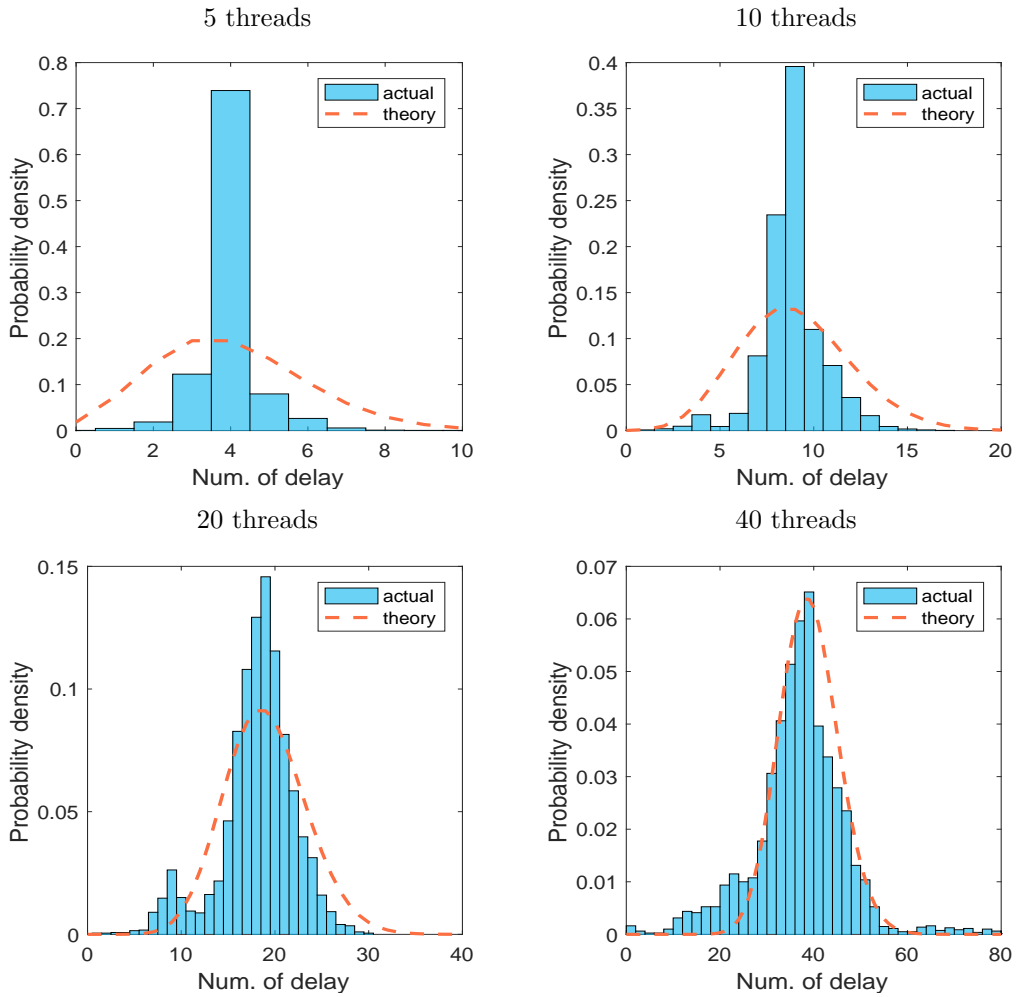 5 threads
0.8
0.7
0.6
0.5
0.4
0.3
0.2
0.1
0
Probability density
actual
theory
0 2 4 6 8 10
Num. of delay
10 threads
0.4
0.35
0.3
0.25
0.2
0.15
0.1
0.05
0
Probability density
actual
theory
0 5 10 15 20
Num. of delay
20 threads
0.15
0.1
0.05
0
Probability density
actual
theory
0 10 20 30 40
Num. of delay
40 threads
0.07
0.06
0.05
0.04
0.03
0.02
0.01
0
Probability density
actual
theory
0 20 40 60 80
Num. of delay